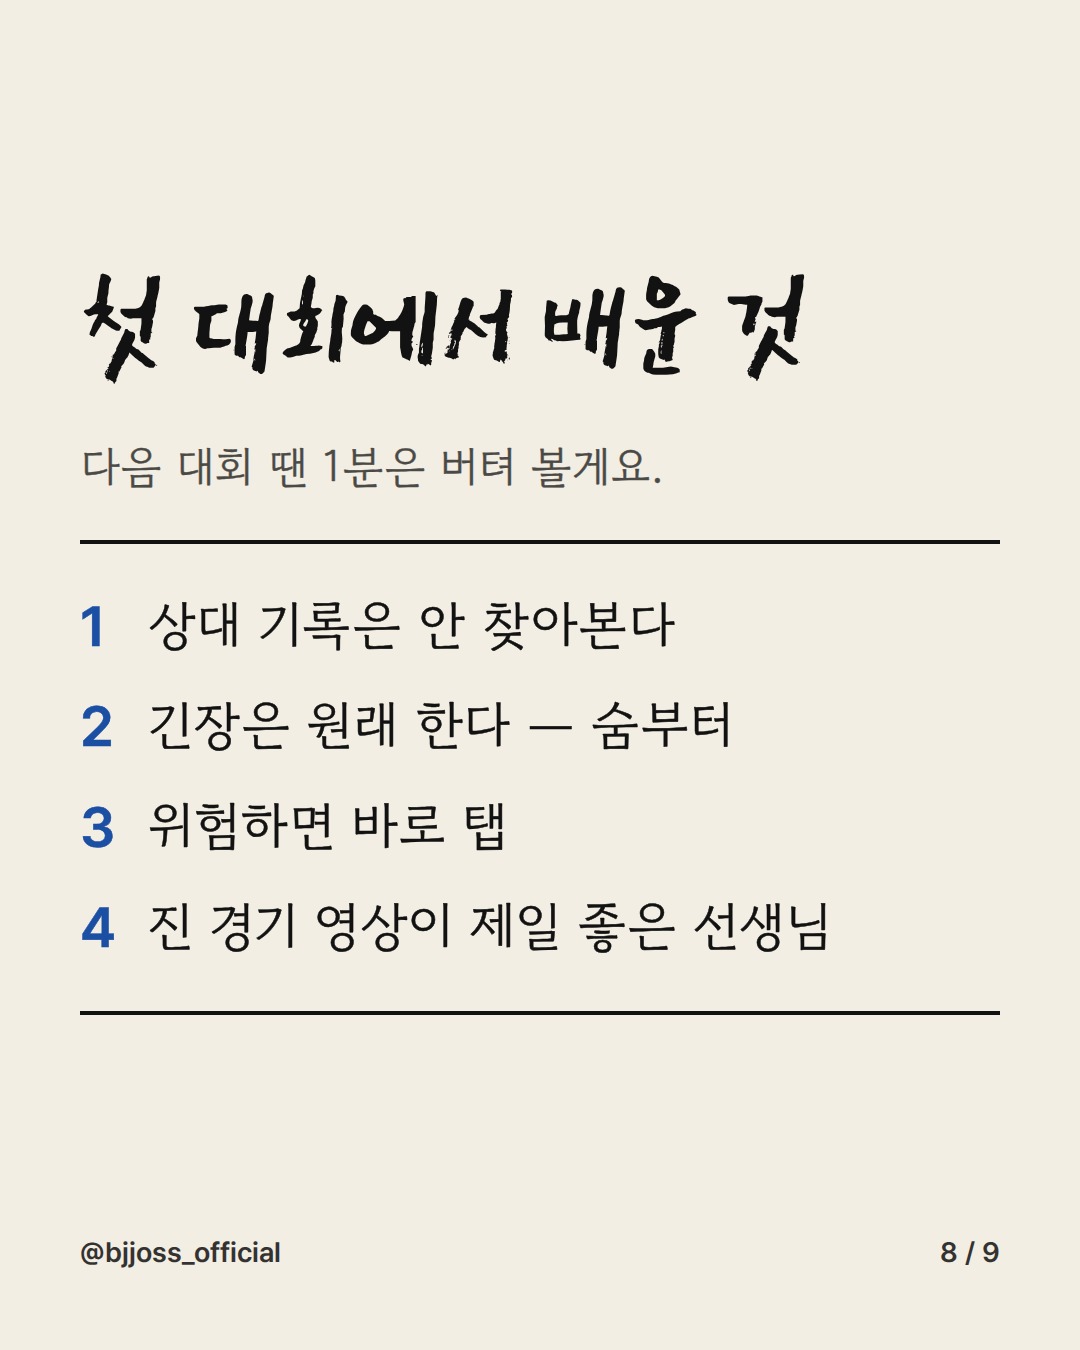 첫 대회에서 배운 것
다음 대회 땐 1분은 버텨 볼게요.
1 상대 기록은 안 찾아본다
2 긴장은 원래 한다 — 숨부터
3 위험하면 바로 탭
4 진 경기 영상이 제일 좋은 선생님
@bjjoss_official
8 / 9